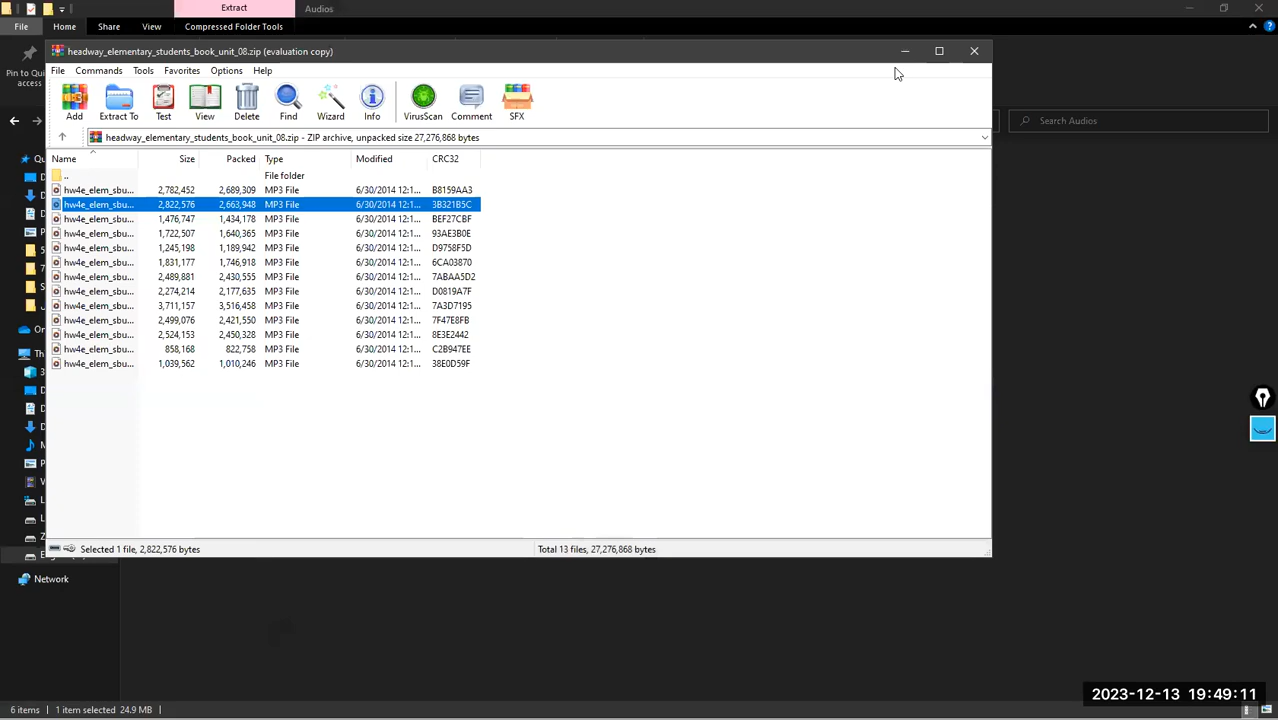 Extract
Audios
File
Home
Share
View
Compressed Folder Tools
headway_elementary_students_book_unit_08.zip (evaluation copy)
File Commands Tools Favorites Options Help
Pin to Quic
access
Add Extract To Test View Delete Find Wizard Info VirusScan Comment SFX
Search Audios
headway_elementary_students_book_unit_08.zip - ZIP archive, unpacked size 27,276,868 bytes
Name Size Packed Type Modified CRC32
.. File folder
hw4e_elem_sbu... 2,782,452 2,689,309 MP3 File 6/30/2014 12:1... B8159AA3
hw4e_elem_sbu... 2,822,576 2,663,948 MP3 File 6/30/2014 12:1... 3B321B5C
hw4e_elem_sbu... 1,476,747 1,434,178 MP3 File 6/30/2014 12:1... BEF27CBF
hw4e_elem_sbu... 1,722,507 1,640,365 MP3 File 6/30/2014 12:1... 93AE3B0E
hw4e_elem_sbu... 1,245,198 1,189,942 MP3 File 6/30/2014 12:1... D9758F5D
hw4e_elem_sbu... 1,831,177 1,746,918 MP3 File 6/30/2014 12:1... 6CA03870
hw4e_elem_sbu... 2,489,881 2,430,555 MP3 File 6/30/2014 12:1... 7ABAA5D2
hw4e_elem_sbu... 2,274,214 2,177,635 MP3 File 6/30/2014 12:1... D0819A7F
hw4e_elem_sbu... 3,711,157 3,516,458 MP3 File 6/30/2014 12:1... 7A3D7195
hw4e_elem_sbu... 2,499,076 2,421,550 MP3 File 6/30/2014 12:1... 7F47E8FB
hw4e_elem_sbu... 2,524,153 2,450,328 MP3 File 6/30/2014 12:1... 8E3E2442
hw4e_elem_sbu... 858,168 822,758 MP3 File 6/30/2014 12:1... C2B947EE
hw4e_elem_sbu... 1,039,562 1,010,246 MP3 File 6/30/2014 12:1... 38E0D59F
Selected 1 file, 2,822,576 bytes
Total 13 files, 27,276,868 bytes
Network
2023-12-13 19:49:11
6 items 1 item selected 24.9 MB